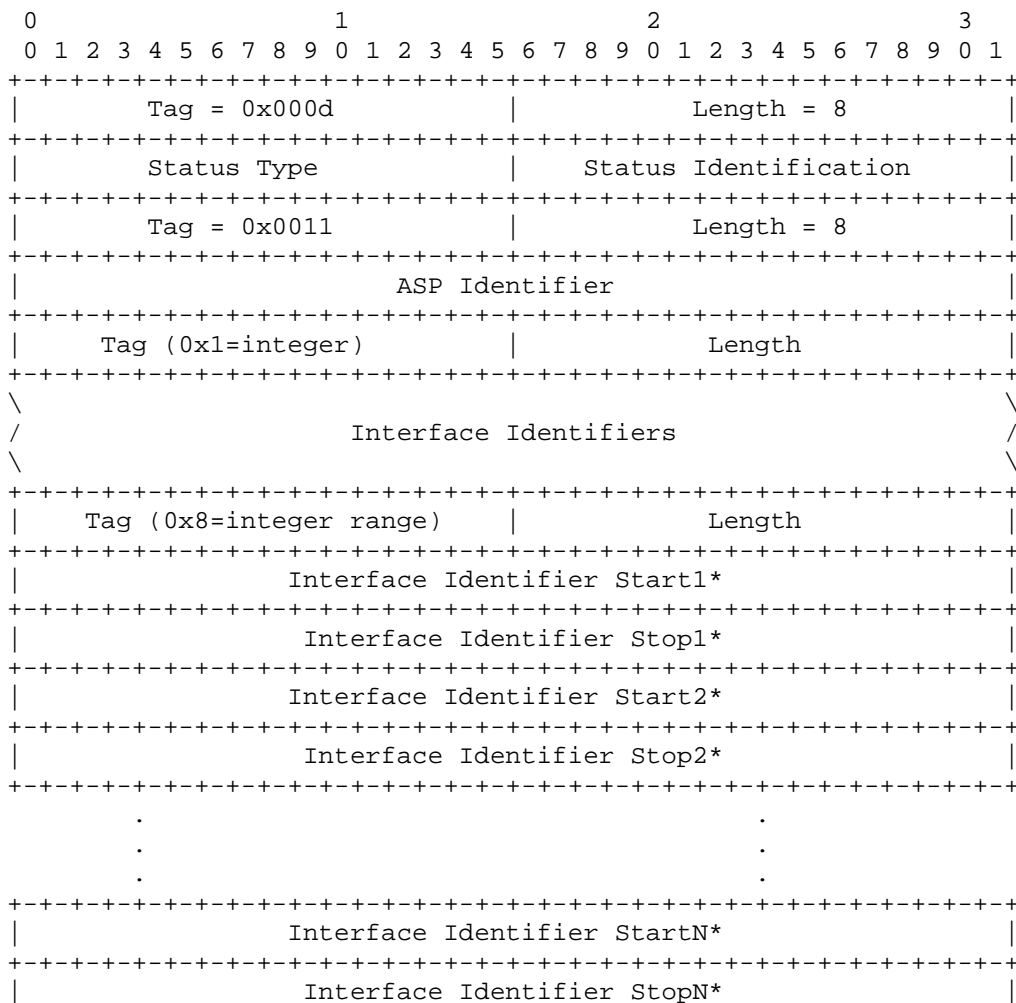 0                   1                   2                   3
 0 1 2 3 4 5 6 7 8 9 0 1 2 3 4 5 6 7 8 9 0 1 2 3 4 5 6 7 8 9 0 1
+-+-+-+-+-+-+-+-+-+-+-+-+-+-+-+-+-+-+-+-+-+-+-+-+-+-+-+-+-+-+-+-+
|        Tag = 0x000d           |           Length = 8          |
+-+-+-+-+-+-+-+-+-+-+-+-+-+-+-+-+-+-+-+-+-+-+-+-+-+-+-+-+-+-+-+-+
|        Status Type            |    Status Identification      |
+-+-+-+-+-+-+-+-+-+-+-+-+-+-+-+-+-+-+-+-+-+-+-+-+-+-+-+-+-+-+-+-+
|        Tag = 0x0011           |           Length = 8          |
+-+-+-+-+-+-+-+-+-+-+-+-+-+-+-+-+-+-+-+-+-+-+-+-+-+-+-+-+-+-+-+-+
|                        ASP Identifier                         |
+-+-+-+-+-+-+-+-+-+-+-+-+-+-+-+-+-+-+-+-+-+-+-+-+-+-+-+-+-+-+-+-+
|     Tag (0x1=integer)         |            Length             |
+-+-+-+-+-+-+-+-+-+-+-+-+-+-+-+-+-+-+-+-+-+-+-+-+-+-+-+-+-+-+-+-+
\                                                               \
/                     Interface Identifiers                     /
\                                                               \
+-+-+-+-+-+-+-+-+-+-+-+-+-+-+-+-+-+-+-+-+-+-+-+-+-+-+-+-+-+-+-+-+
|    Tag (0x8=integer range)    |            Length             |
+-+-+-+-+-+-+-+-+-+-+-+-+-+-+-+-+-+-+-+-+-+-+-+-+-+-+-+-+-+-+-+-+
|                 Interface Identifier Start1*                  |
+-+-+-+-+-+-+-+-+-+-+-+-+-+-+-+-+-+-+-+-+-+-+-+-+-+-+-+-+-+-+-+-+
|                  Interface Identifier Stop1*                  |
+-+-+-+-+-+-+-+-+-+-+-+-+-+-+-+-+-+-+-+-+-+-+-+-+-+-+-+-+-+-+-+-+
|                 Interface Identifier Start2*                  |
+-+-+-+-+-+-+-+-+-+-+-+-+-+-+-+-+-+-+-+-+-+-+-+-+-+-+-+-+-+-+-+-+
|                  Interface Identifier Stop2*                  |
+-+-+-+-+-+-+-+-+-+-+-+-+-+-+-+-+-+-+-+-+-+-+-+-+-+-+-+-+-+-+-+-+
        .                                       .
        .                                       .
        .                                       .
+-+-+-+-+-+-+-+-+-+-+-+-+-+-+-+-+-+-+-+-+-+-+-+-+-+-+-+-+-+-+-+-+
|                 Interface Identifier StartN*                  |
+-+-+-+-+-+-+-+-+-+-+-+-+-+-+-+-+-+-+-+-+-+-+-+-+-+-+-+-+-+-+-+-+
|                  Interface Identifier StopN*                  |